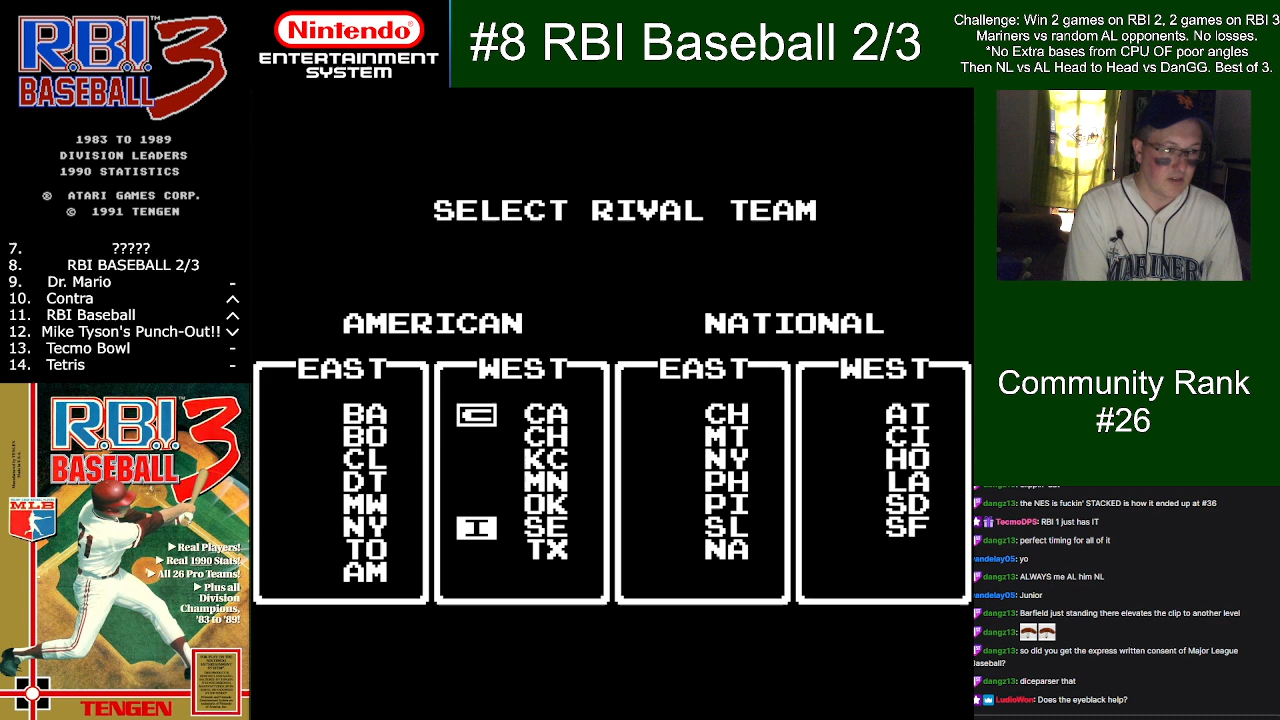 R.B.I. 3
BASEBALL
TM
1983 TO 1989
DIVISION LEADERS
1990 STATISTICS
® ATARI GAMES CORP.
© 1991 TENGEN
7. ?????
8. RBI BASEBALL 2/3
9. Dr. Mario -
10. Contra ^
11. RBI Baseball ^
12. Mike Tyson's Punch-Out!! v
13. Tecmo Bowl -
14. Tetris -
R.B.I. 3
BASEBALL
MLB
▶ Real Players!
▶ Real 1990 Stats!
▶ All 26 Pro Teams!
▶ Plus all
Division
Champions,
'83 to '89!
TENGEN
Nintendo
ENTERTAINMENT
SYSTEM
#8 RBI Baseball 2/3
Challenge: Win 2 games on RBI 2, 2 games on RBI 3
Mariners vs random AL opponents. No losses.
*No Extra bases from CPU OF poor angles
Then NL vs AL Head to Head vs DanGG. Best of 3.
SELECT RIVAL TEAM
AMERICAN
NATIONAL
EAST
WEST
EAST
WEST
BA
BO
CL
DT
MW
NY
TO
AM
C CA
CH
KC
MN
OK
I SE
TX
CH
MT
NY
PH
PI
SL
NA
AT
CI
HO
LA
SD
SF
MARINERS
Community Rank
#26
dangz13: the NES is fuckin' STACKED is how it ended up at #36
TecmoDPS: RBI 1 just has IT
dangz13: perfect timing for all of it
andelay05: yo
dangz13: ALWAYS me AL him NL
andelay05: Junior
dangz13: Barfield just standing there elevates the clip to another level
dangz13:
dangz13: so did you get the express written consent of Major League
Baseball?
dangz13: diceparser that
LudioWon: Does the eyeblack help?